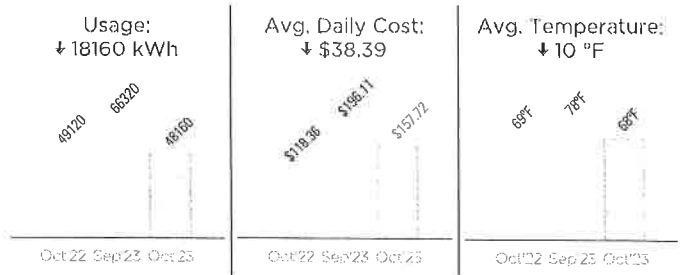 Usage:
↓ 18160 kWh
49120
66320
48160
Oct'22 Sep'23 Oct'23
Avg. Daily Cost:
↓ $38.39
$118.36
$196.11
$157.72
Oct'22 Sep'23 Oct'23
Avg. Temperature:
↓ 10 °F
69°F
78°F
68°F
Oct'22 Sep'23 Oct'23